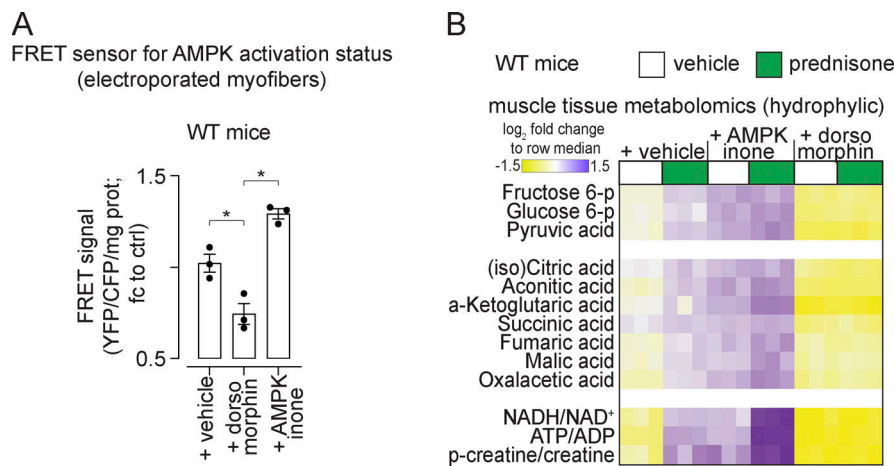 A
FRET sensor for AMPK activation status
(electroporated myofibers)
WT mice
FRET signal
(YFP/CFP/mg prot;
fc to ctrl)
1.5
1
0.5
*
*
+ vehicle
+ dorso
morphin
+ AMPK
inone
B
WT mice
vehicle
prednisone
muscle tissue metabolomics (hydrophylic)
log2 fold change
to row median
-1.5
1.5
+ vehicle
+ AMPK
inone
+ dorso
morphin
Fructose 6-p
Glucose 6-p
Pyruvic acid
(iso)Citric acid
Aconitic acid
a-Ketoglutaric acid
Succinic acid
Fumaric acid
Malic acid
Oxalacetic acid
NADH/NAD+
ATP/ADP
p-creatine/creatine